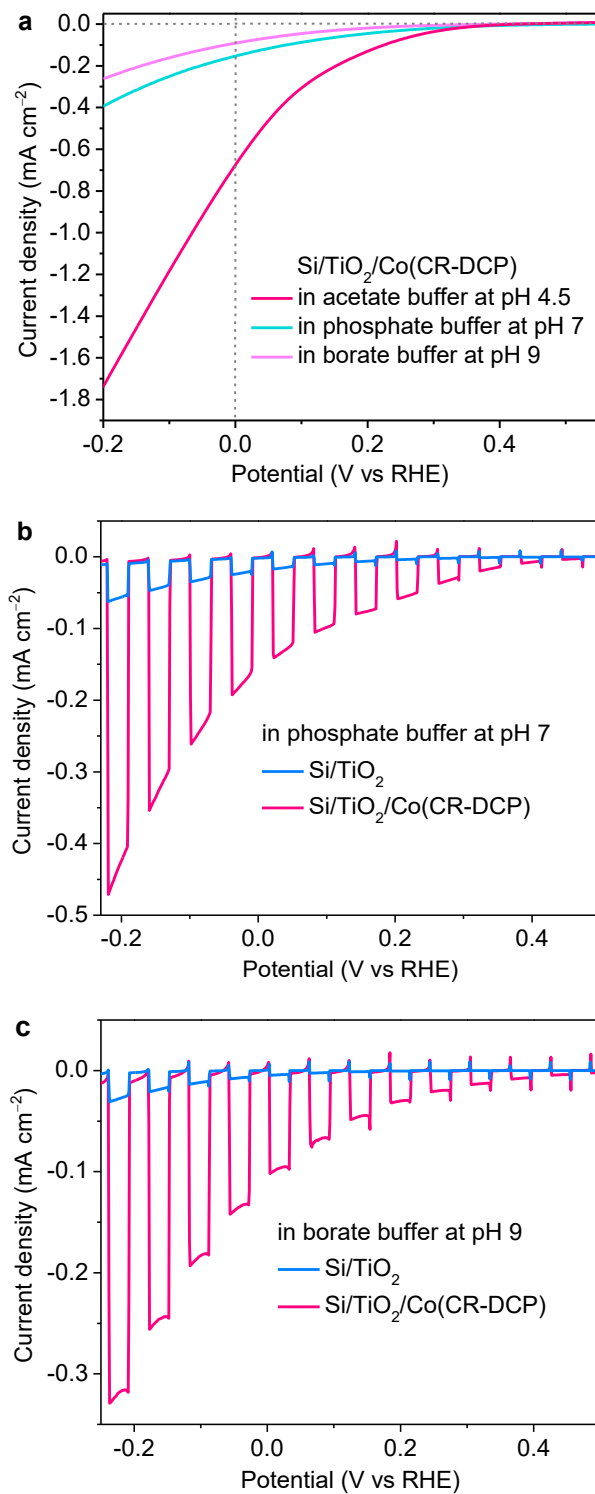 a
0.0
-0.2
-0.4
-0.6
-0.8
-1.0
-1.2
-1.4
-1.6
-1.8
Current density (mA cm⁻²)
Si/TiO₂/Co(CR-DCP)
in acetate buffer at pH 4.5
in phosphate buffer at pH 7
in borate buffer at pH 9
-0.2 0.0 0.2 0.4
Potential (V vs RHE)
b
0.0
-0.1
-0.2
-0.3
-0.4
-0.5
Current density (mA cm⁻²)
in phosphate buffer at pH 7
Si/TiO₂
Si/TiO₂/Co(CR-DCP)
-0.2 0.0 0.2 0.4
Potential (V vs RHE)
c
0.0
-0.1
-0.2
-0.3
Current density (mA cm⁻²)
in borate buffer at pH 9
Si/TiO₂
Si/TiO₂/Co(CR-DCP)
-0.2 0.0 0.2 0.4
Potential (V vs RHE)